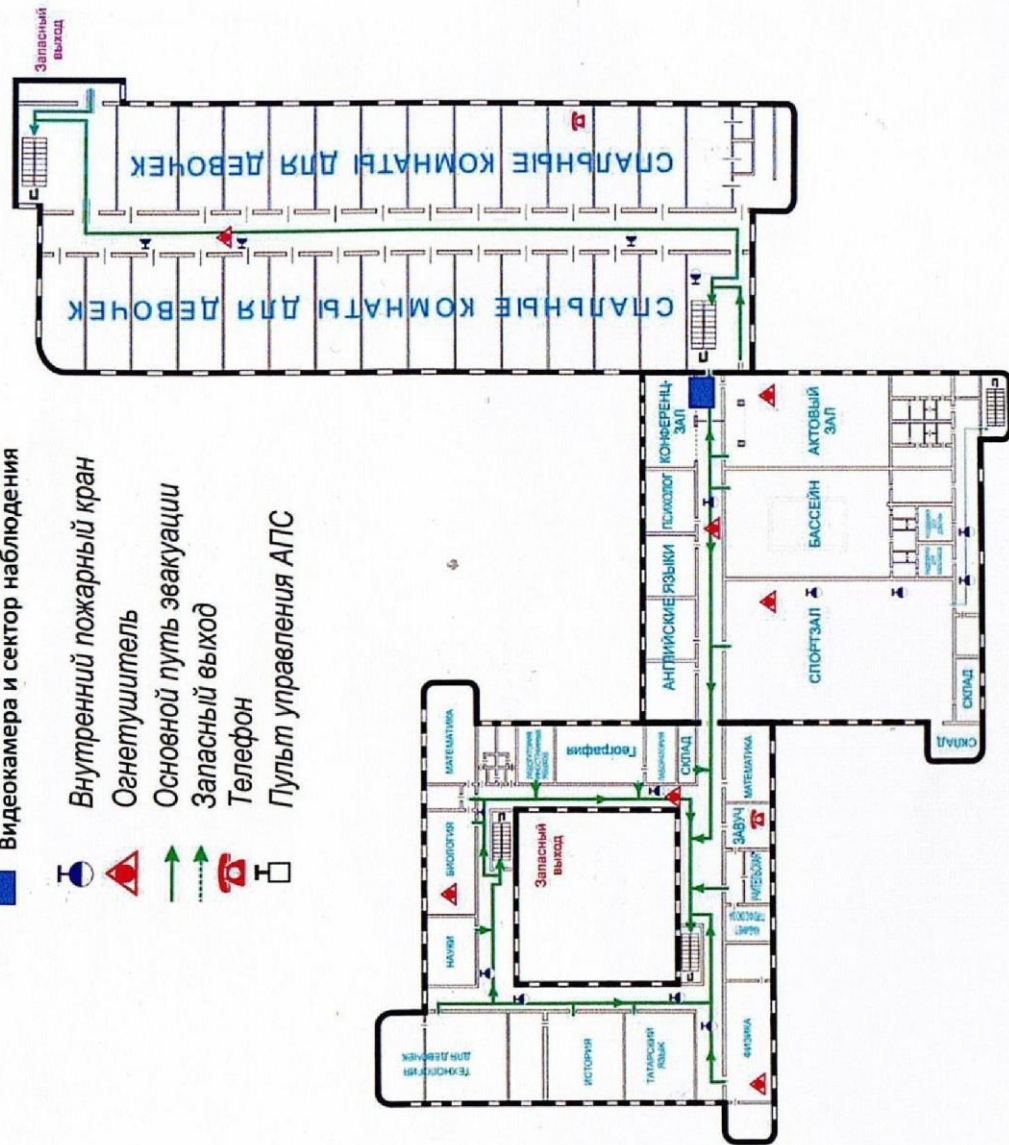 Видеокамера и сектор наблюдения
Внутренний пожарный кран
Огнетушитель
Основной путь эвакуации
Запасный выход
Телефон
Пульт управления АПС
Запасный
выход
СПАЛЬНЫЕ КОМНАТЫ ДЛЯ ДЕВОЧЕК
СПАЛЬНЫЕ КОМНАТЫ ДЛЯ ДЕВОЧЕК
КОНФЕРЕНЦ-
ЗАЛ
ПСИХОЛОГ
АНГЛИЙСКИЕ ЯЗЫКИ
АКТОВЫЙ
ЗАЛ
БАССЕЙН
СПОРТЗАЛ
СКЛАД
СКЛАД
МАТЕМАТИКА
БИОЛОГИЯ
НАУКИ
География
ЛАБОРАТОРИЯ
СКЛАД
МАТЕМАТИКА
ЗАВУЧ
УЧИТЕЛЬСКАЯ
Запасный
выход
ТЕХНОЛОГИЯ
ДЛЯ ДЕВОЧЕК
ИСТОРИЯ
ТАТАРСКИЙ
ЯЗЫК
ФИЗИКА